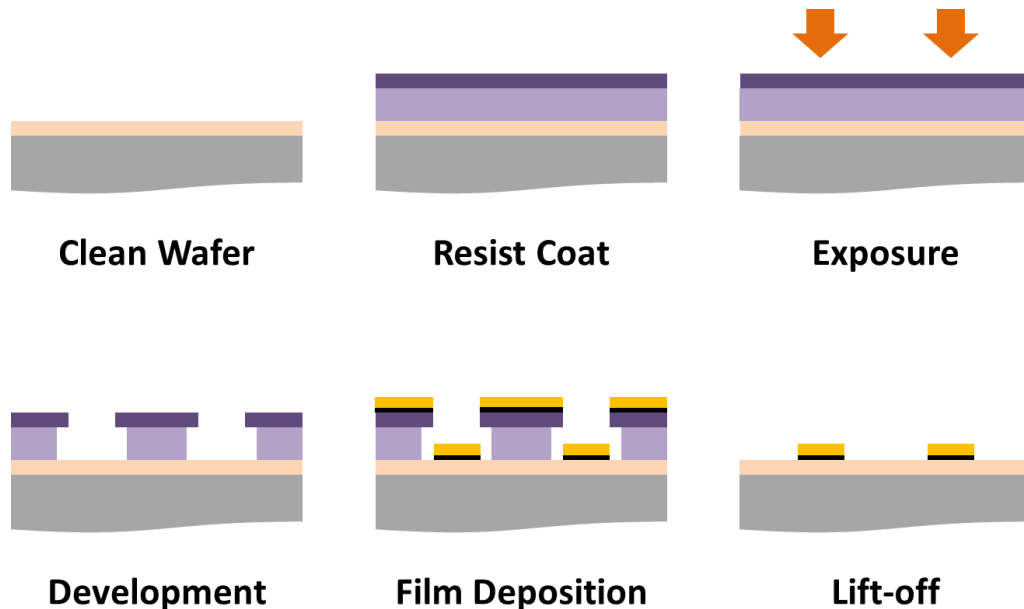 Clean Wafer
Resist Coat
Exposure
Development
Film Deposition
Lift-off